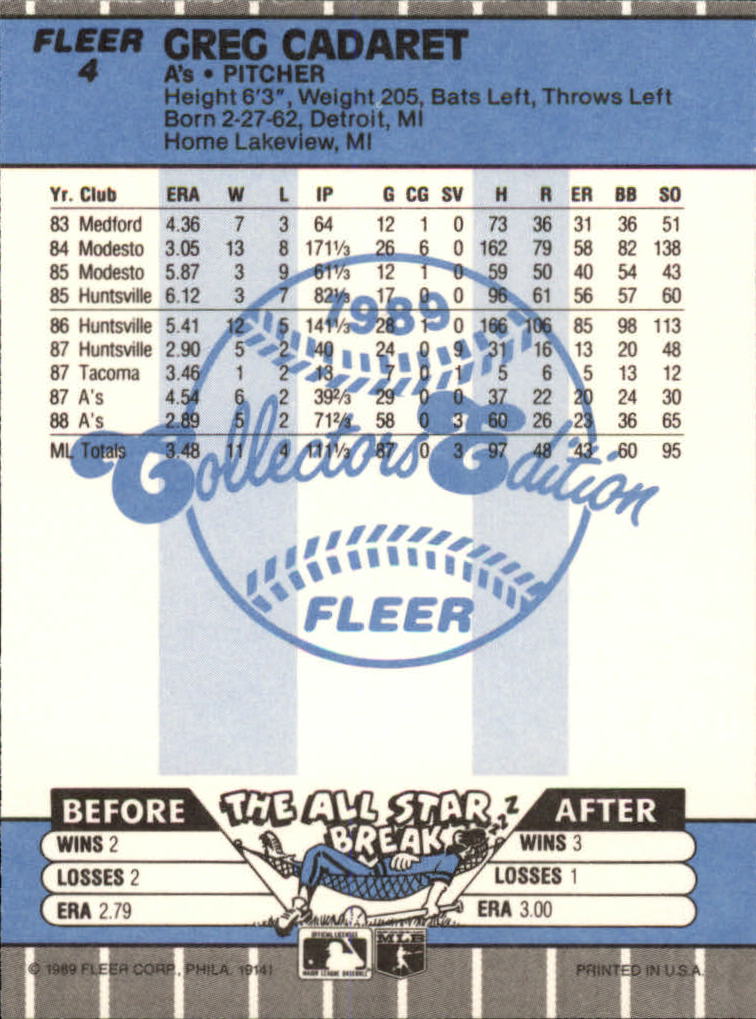 FLEER GREG CADARET
4 A's • PITCHER
Height 6'3", Weight 205, Bats Left, Throws Left
Born 2-27-62, Detroit, MI
Home Lakeview, MI
Yr. Club ERA W L IP G CG SV H R ER BB SO
83 Medford 4.36 7 3 64 12 1 0 73 36 31 36 51
84 Modesto 3.05 13 8 171⅓ 26 6 0 162 79 58 82 138
85 Modesto 5.87 3 9 61⅓ 12 1 0 59 50 40 54 43
85 Huntsville 6.12 3 7 82⅓ 17 0 0 96 61 56 57 60
86 Huntsville 5.41 12 5 141⅓ 28 1 0 166 106 85 98 113
87 Huntsville 2.90 5 2 40 24 0 9 31 16 13 20 48
87 Tacoma 3.46 1 2 13 7 0 1 5 6 5 13 12
87 A's 4.54 6 2 39⅔ 29 0 0 37 22 20 24 30
88 A's 2.89 5 2 71⅔ 58 0 3 60 26 23 36 65
ML Totals 3.48 11 4 111⅓ 87 0 3 97 48 43 60 95
1989
Collectors' Edition
FLEER
BEFORE THE ALL STAR BREAK ZZZ AFTER
WINS 2 WINS 3
LOSSES 2 LOSSES 1
ERA 2.79 ERA 3.00
OFFICIAL LICENSEE MLB
MAJOR LEAGUE BASEBALL
© 1989 FLEER CORP., PHILA. 19141 PRINTED IN U.S.A.